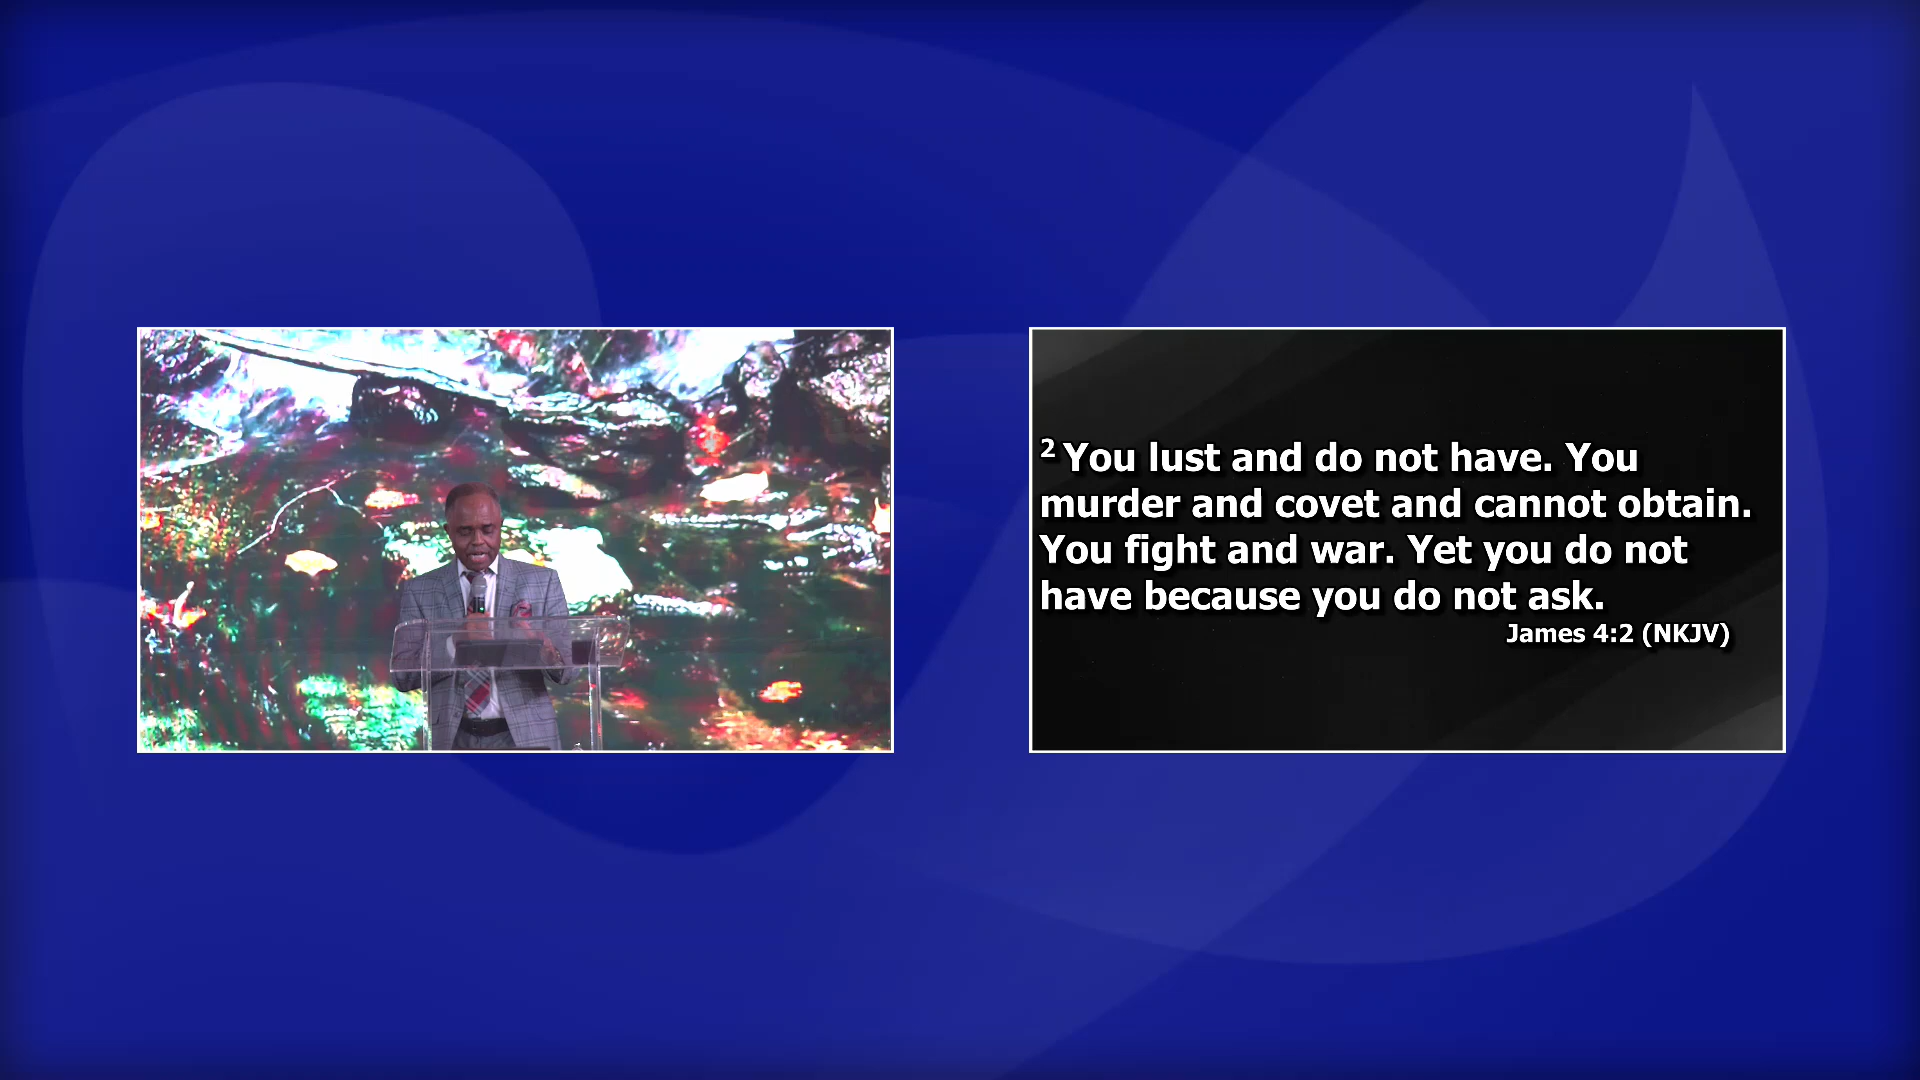 2 You lust and do not have. You
murder and covet and cannot obtain.
You fight and war. Yet you do not
have because you do not ask.
James 4:2 (NKJV)